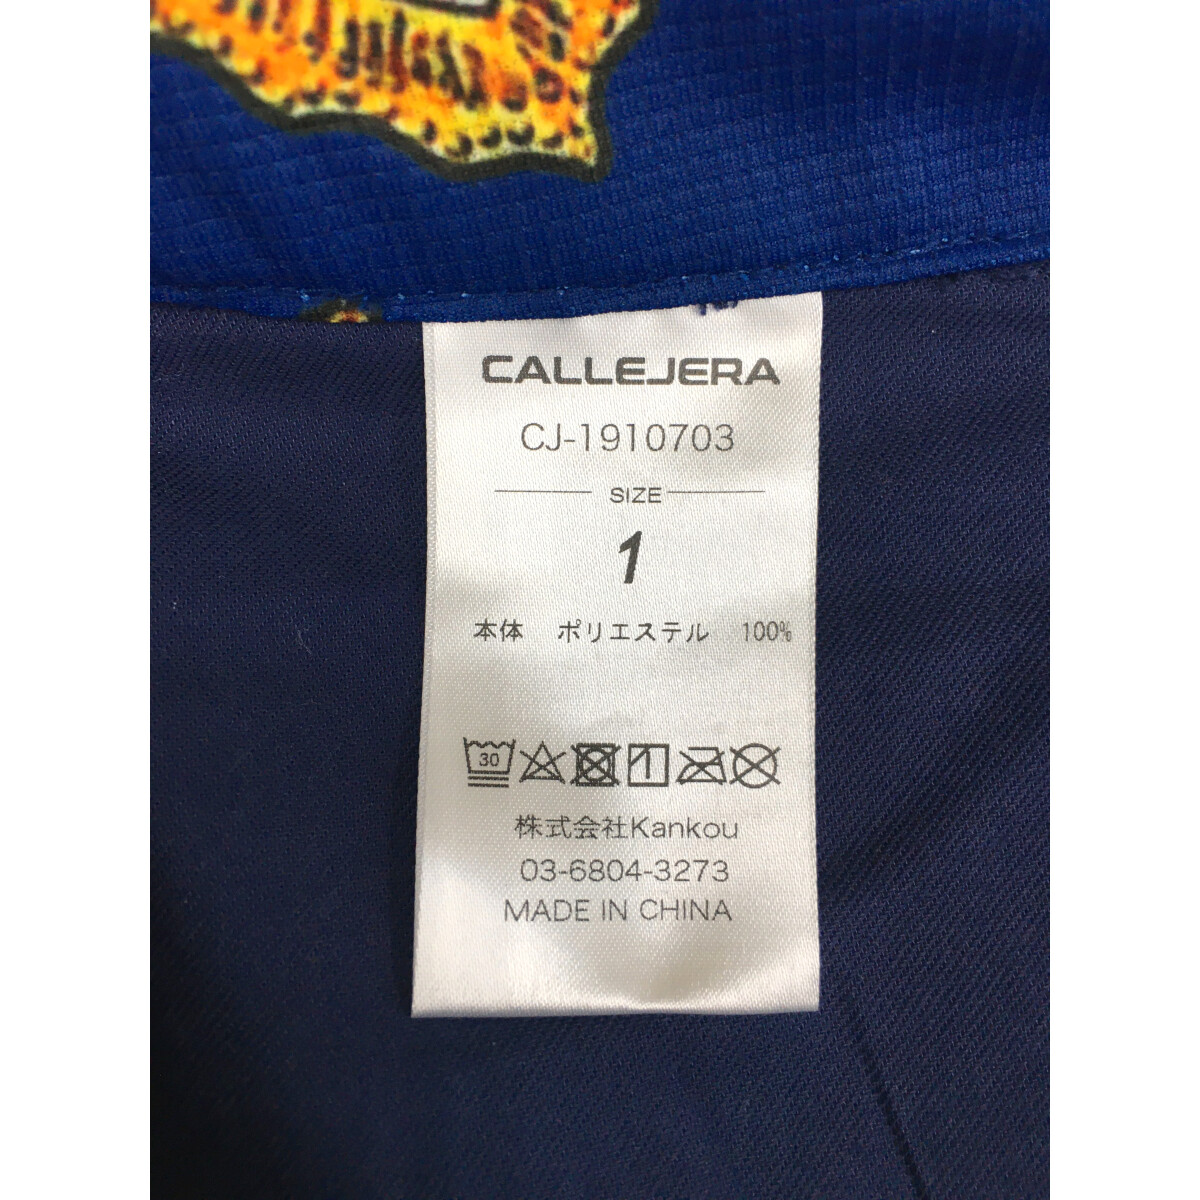 CALLEJERA
CJ-1910703
SIZE
1
本体 ポリエステル 100%
30
株式会社Kankou
03-6804-3273
MADE IN CHINA